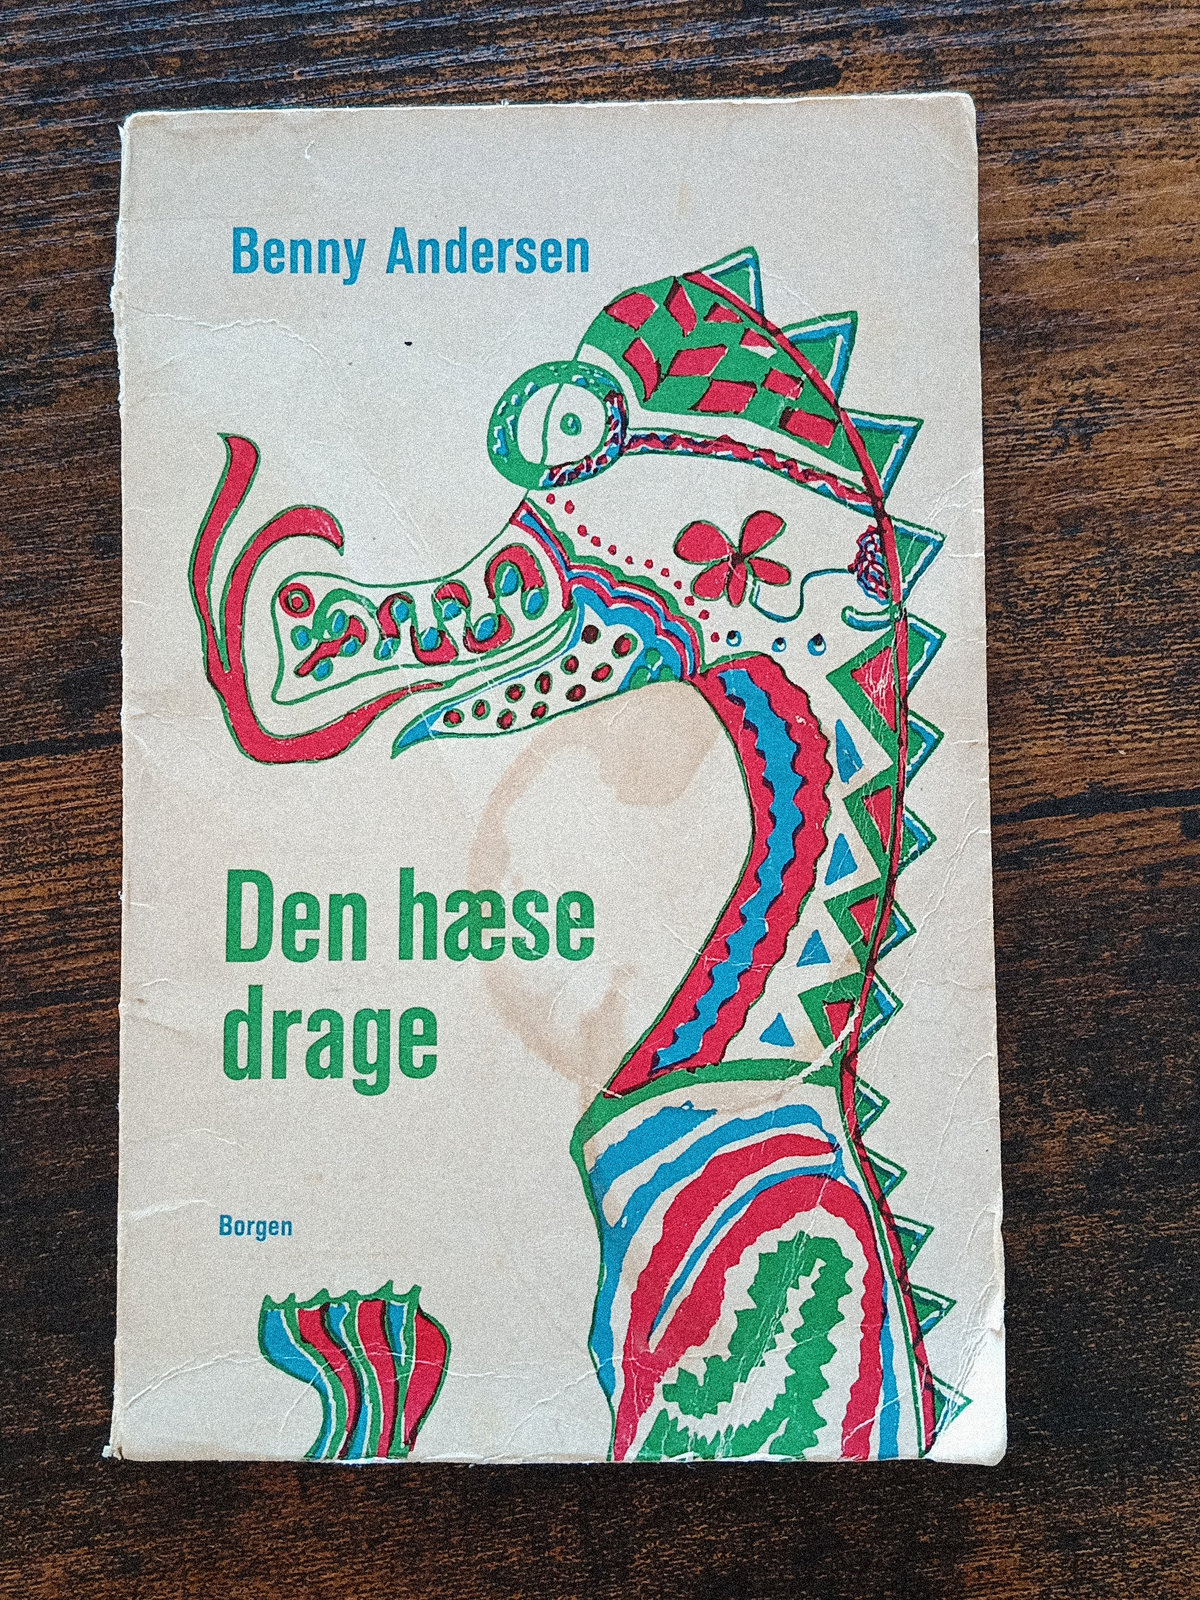 Benny Andersen
Den hæse
drage
Borgen